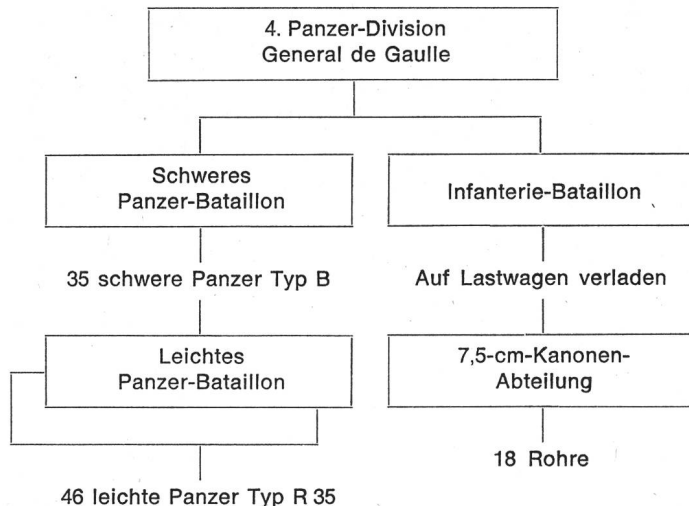 4. Panzer-Division
General de Gaulle
Schweres
Panzer-Bataillon
Infanterie-Bataillon
35 schwere Panzer Typ B
Auf Lastwagen verladen
Leichtes
Panzer-Bataillon
7,5-cm-Kanonen-
Abteilung
18 Rohre
46 leichte Panzer Typ R 35